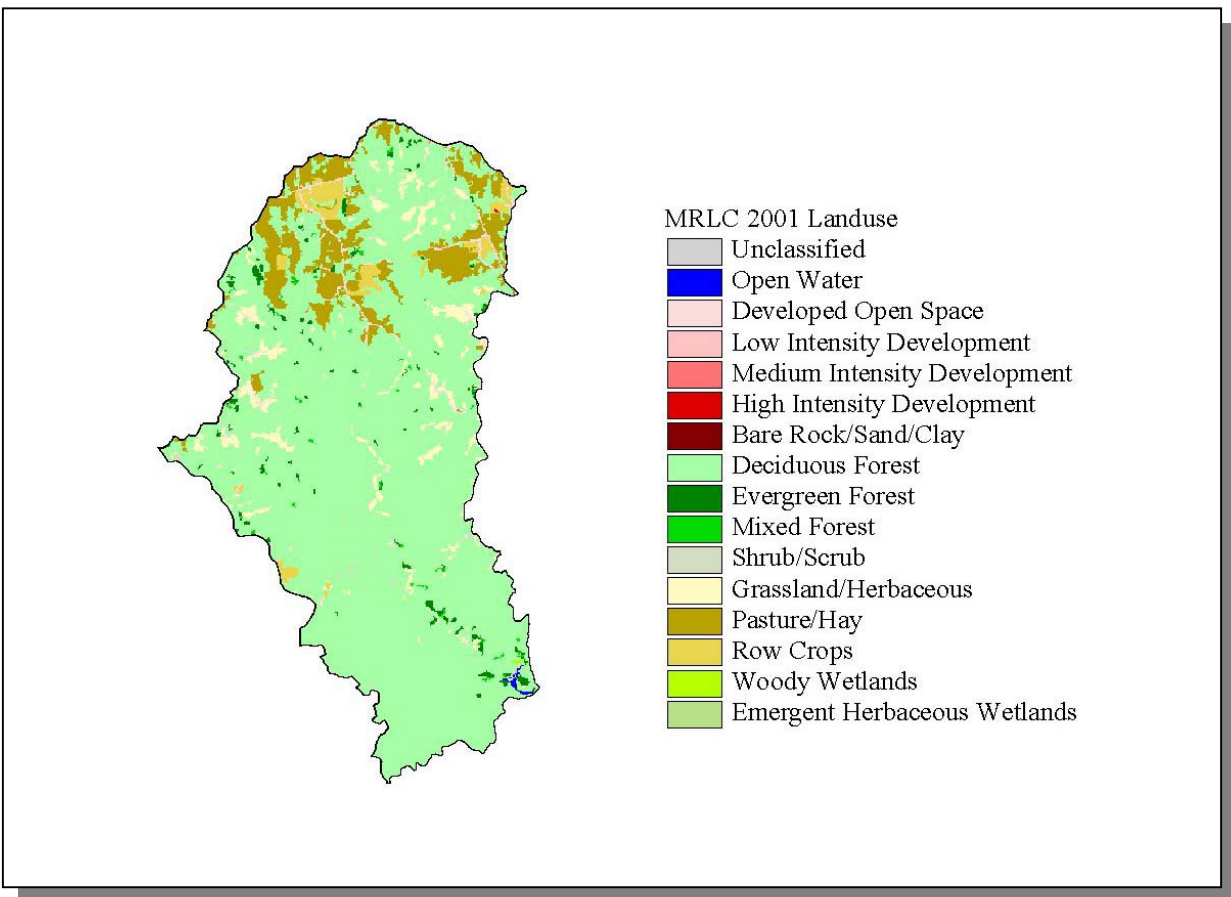 MRLC 2001 Landuse
Unclassified
Open Water
Developed Open Space
Low Intensity Development
Medium Intensity Development
High Intensity Development
Bare Rock/Sand/Clay
Deciduous Forest
Evergreen Forest
Mixed Forest
Shrub/Scrub
Grassland/Herbaceous
Pasture/Hay
Row Crops
Woody Wetlands
Emergent Herbaceous Wetlands